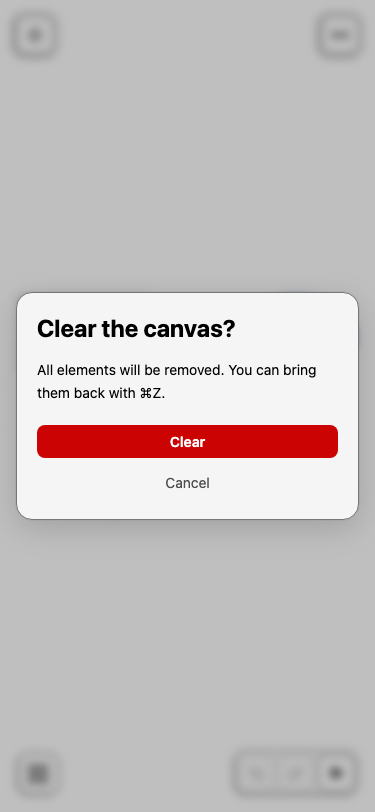 Clear the canvas?
All elements will be removed. You can bring
them back with ⌘Z.
Clear
Cancel